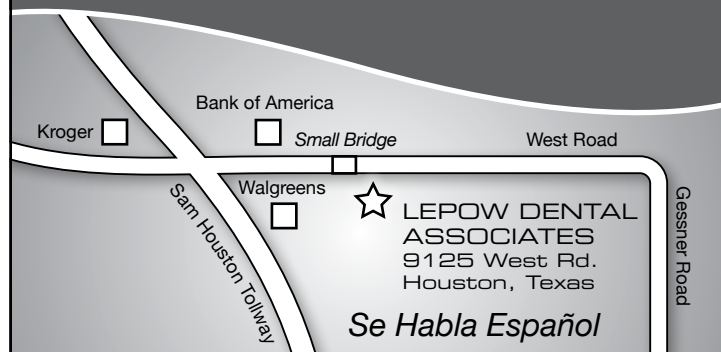 Bank of America
Kroger
Small Bridge
West Road
Walgreens
Sam Houston Tollway
Gessner Road
LEPOW DENTAL
ASSOCIATES
9125 West Rd.
Houston, Texas
Se Habla Español